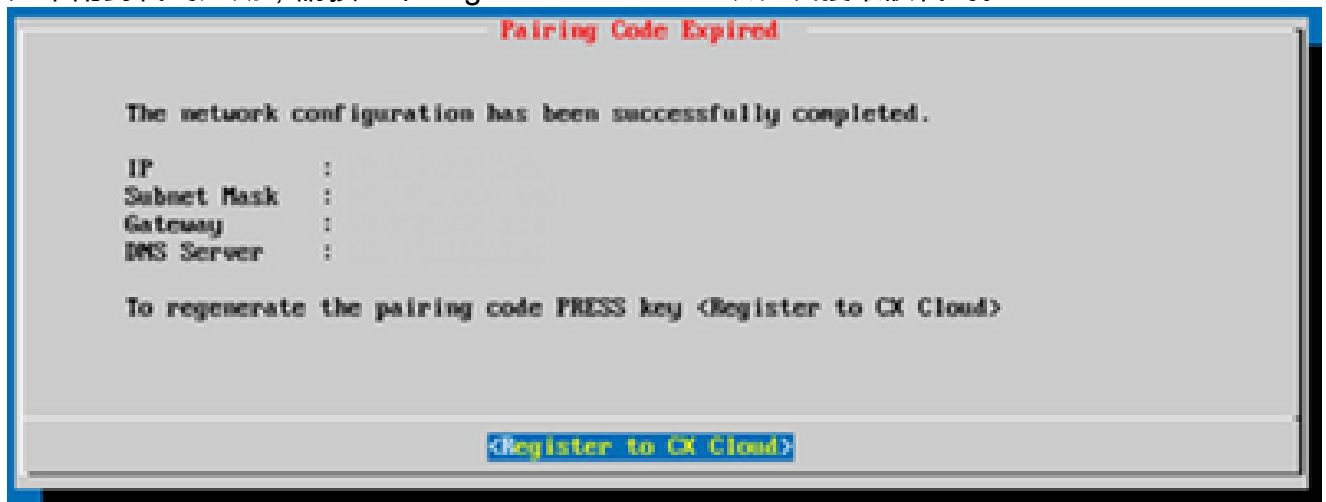 Pairing Code Expired
The network configuration has been successfully completed.
IP :
Subnet Mask :
Gateway :
DNS Server :
To regenerate the pairing code PRESS key <Register to CX Cloud>
<Register to CX Cloud>